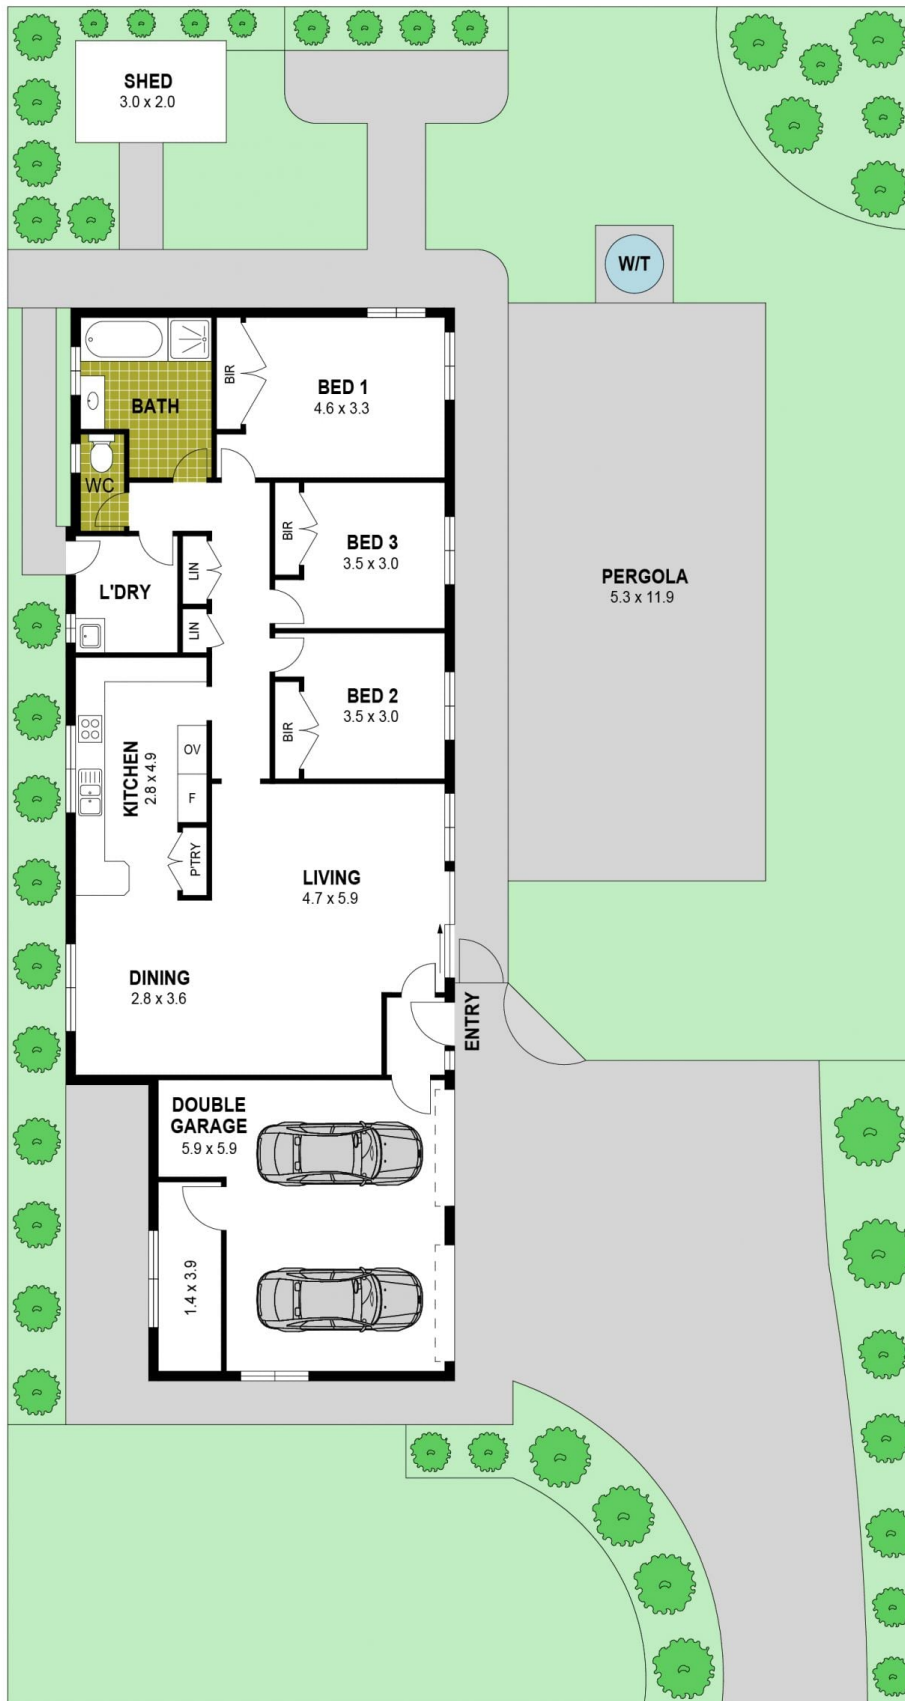 SHED
3.0 x 2.0
W/T
BIR
BED 1
4.6 x 3.3
BATH
WC
BIR
BED 3
3.5 x 3.0
LIN
L'DRY
PERGOLA
5.3 x 11.9
LIN
BIR
BED 2
3.5 x 3.0
KITCHEN
2.8 x 4.9
OV
F
P'TRY
LIVING
4.7 x 5.9
DINING
2.8 x 3.6
ENTRY
DOUBLE
GARAGE
5.9 x 5.9
1.4 x 3.9